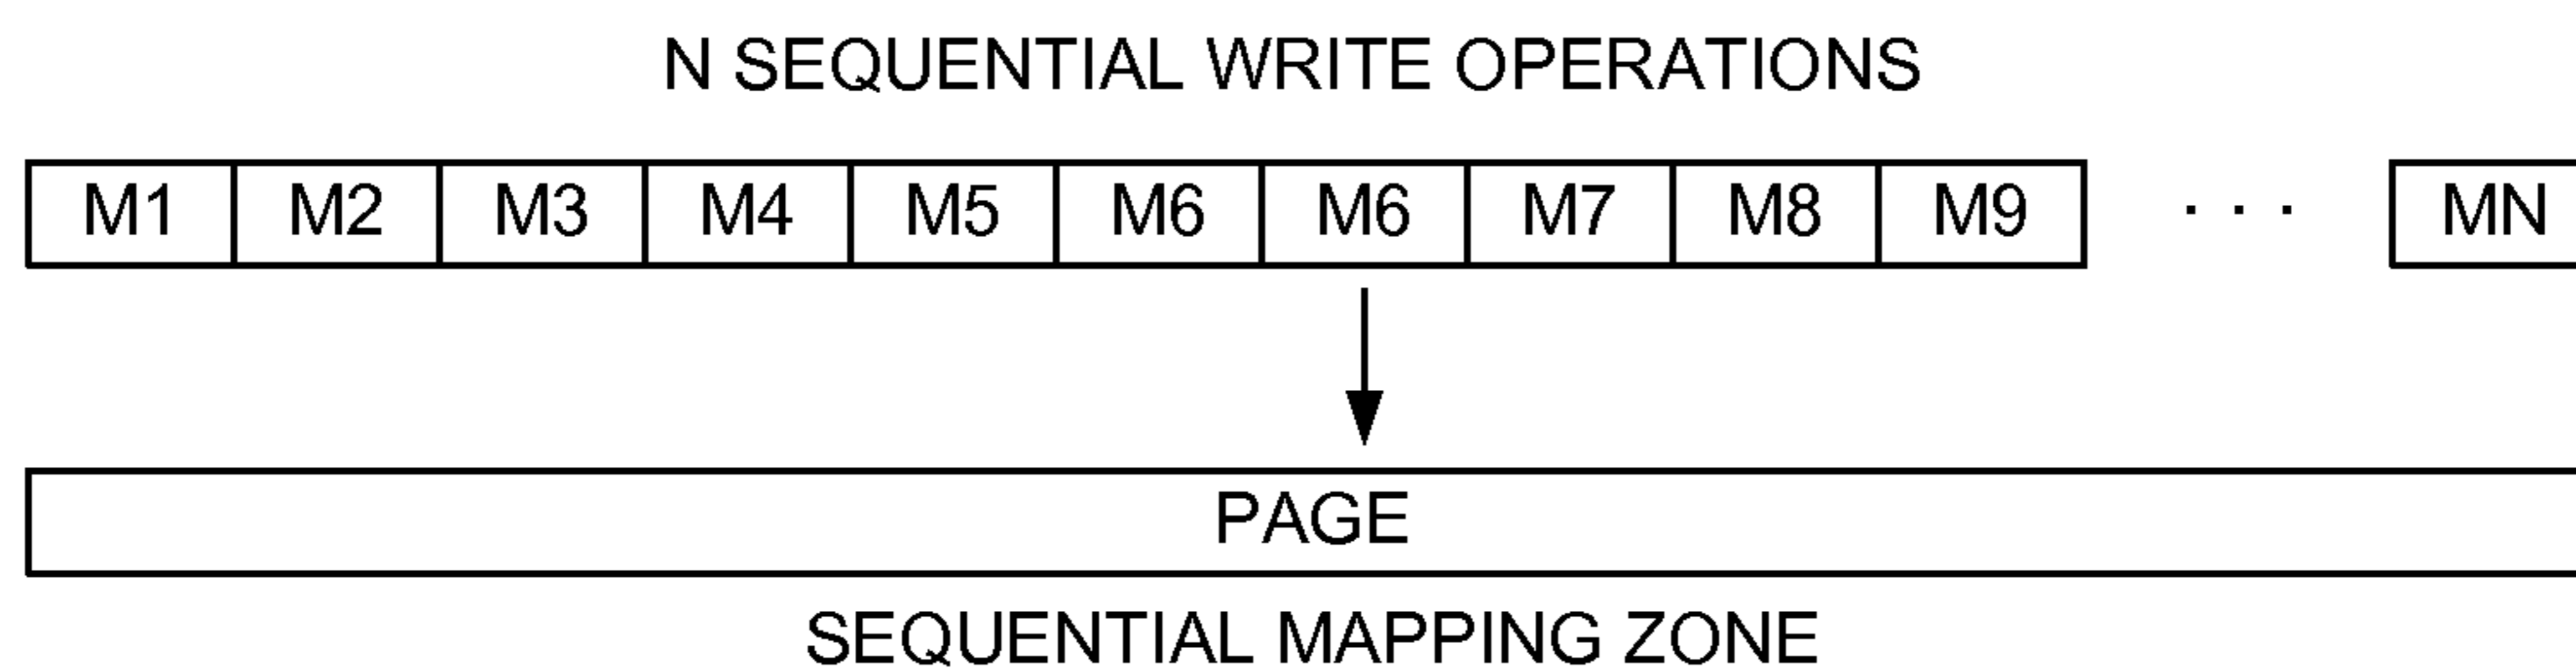 N SEQUENTIAL WRITE OPERATIONS
M1 M2 M3 M4 M5 M6 M6 M7 M8 M9 . . . MN
PAGE
SEQUENTIAL MAPPING ZONE